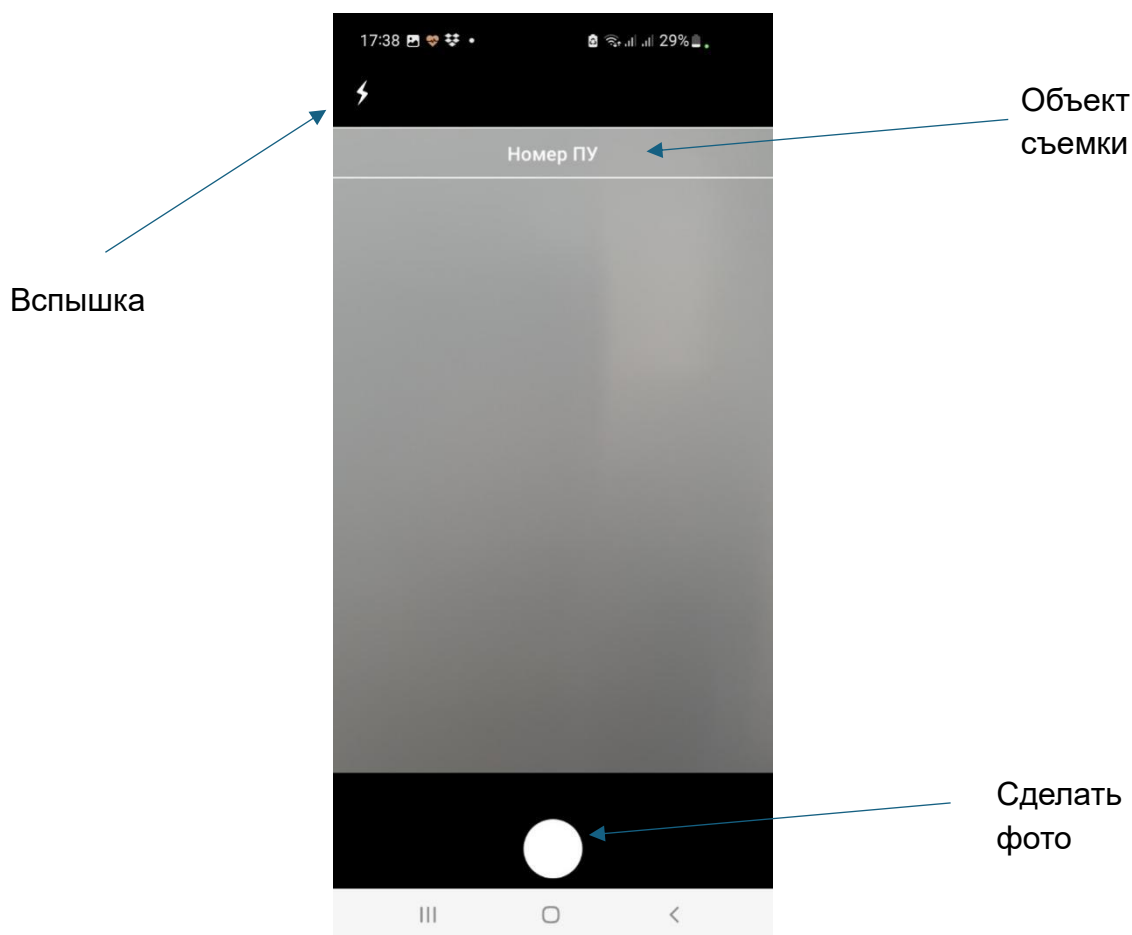 17:38
29%
Объект
съемки
Номер ПУ
Вспышка
Сделать
фото